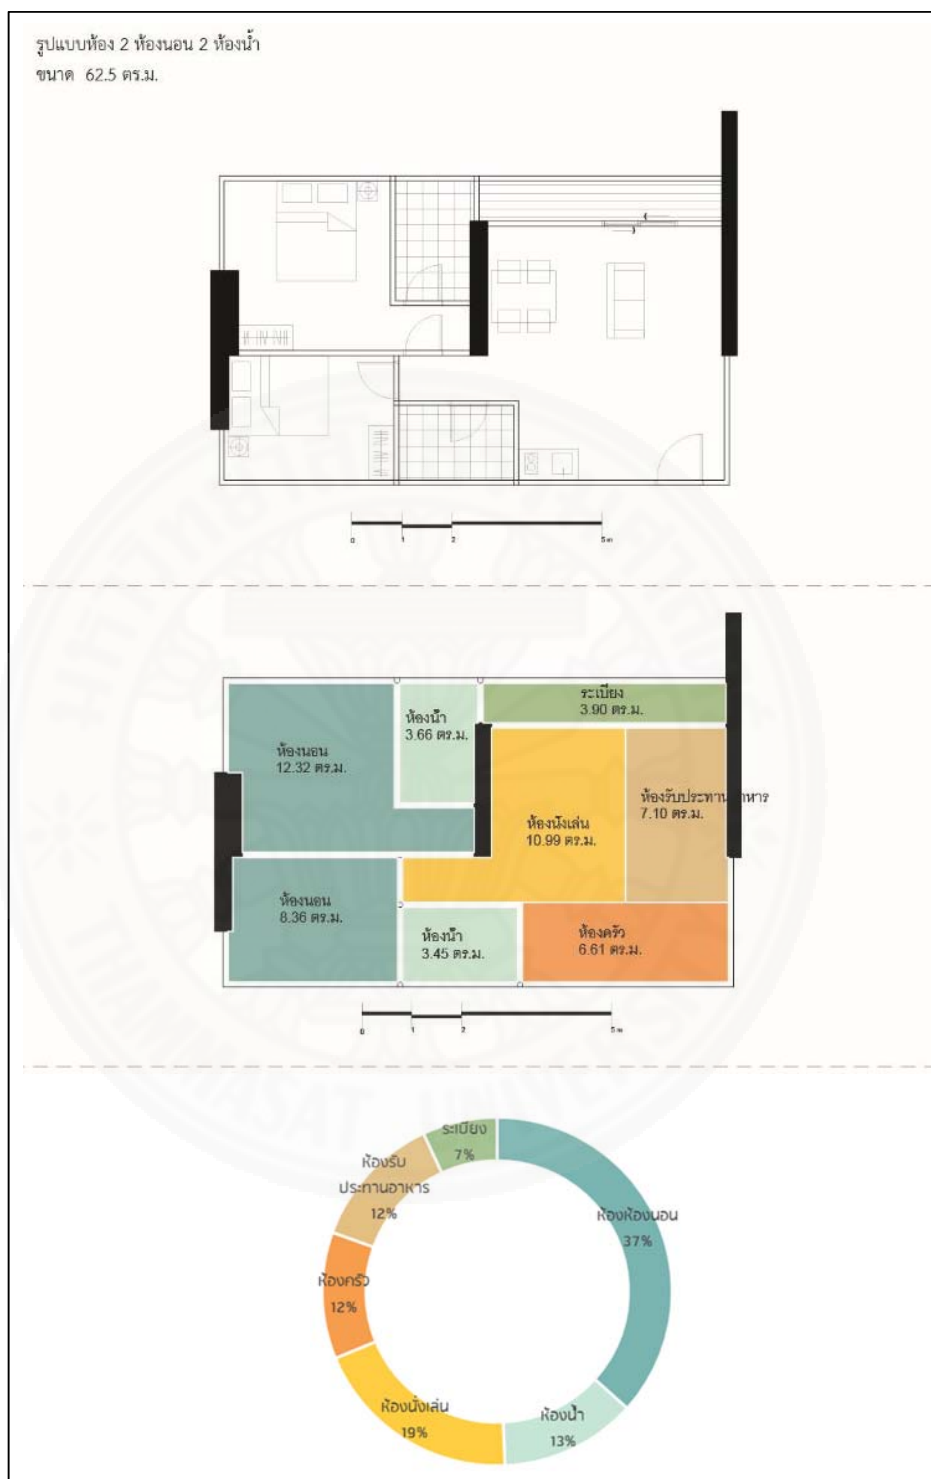 รูปแบบห้อง 2 ห้องนอน 2 ห้องน้ำ
ขนาด 62.5 ตร.ม.
0 1 2 5 m
ระเบียง
3.90 ตร.ม.
ห้องน้ำ
3.66 ตร.ม.
ห้องนอน
12.32 ตร.ม.
ห้องรับประทานอาหาร
7.10 ตร.ม.
ห้องนั่งเล่น
10.99 ตร.ม.
ห้องนอน
8.36 ตร.ม.
ห้องน้ำ
3.45 ตร.ม.
ห้องครัว
6.61 ตร.ม.
0 1 2 5 m
ระเบียง
7%
ห้องรับ
ประทานอาหาร
12%
ห้องห้องนอน
37%
ห้องครัว
12%
ห้องนั่งเล่น
19%
ห้องน้ำ
13%
THAMMASAT UNIVERSITY